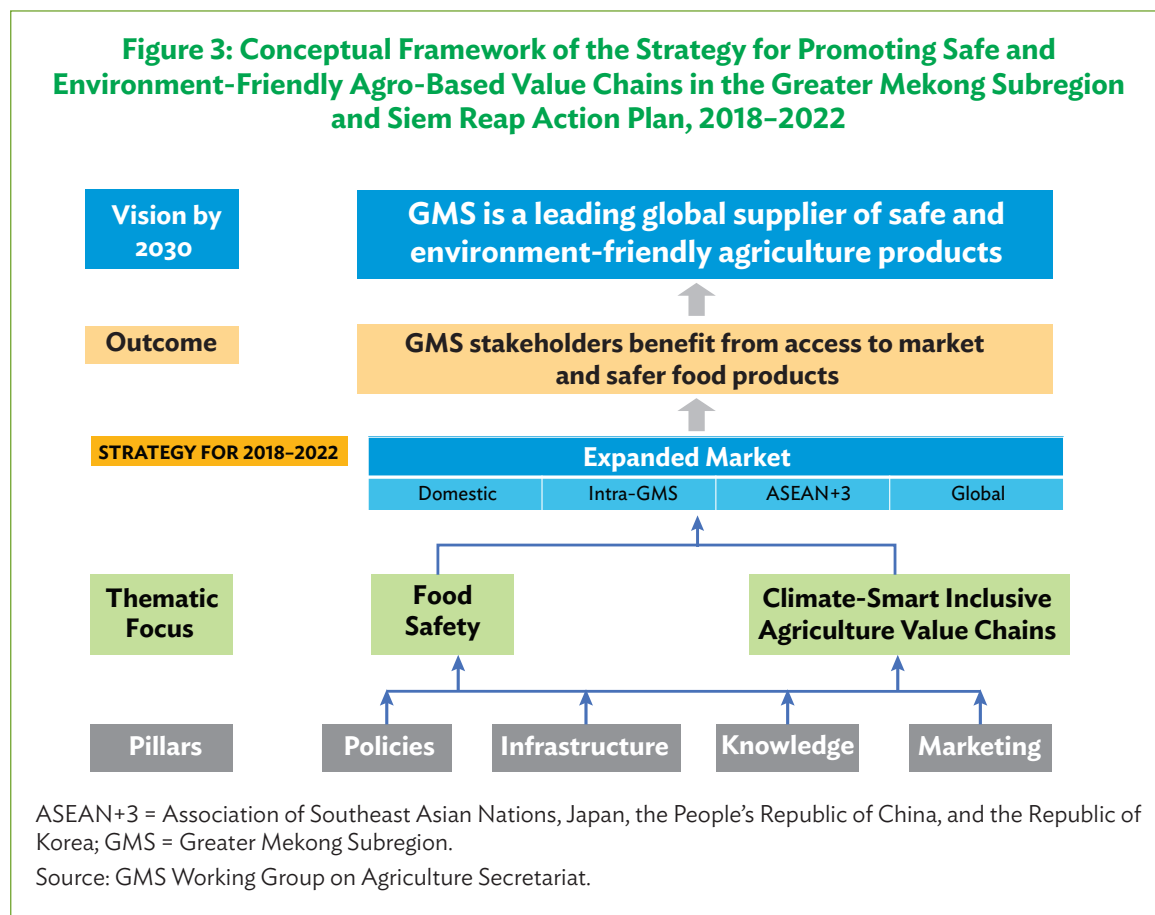 Figure 3: Conceptual Framework of the Strategy for Promoting Safe and
Environment-Friendly Agro-Based Value Chains in the Greater Mekong Subregion
and Siem Reap Action Plan, 2018–2022
Vision by
2030
GMS is a leading global supplier of safe and
environment-friendly agriculture products
Outcome
GMS stakeholders benefit from access to market
and safer food products
STRATEGY FOR 2018–2022
Expanded Market
Domestic
Intra-GMS
ASEAN+3
Global
Thematic
Focus
Food
Safety
Climate-Smart Inclusive
Agriculture Value Chains
Pillars
Policies
Infrastructure
Knowledge
Marketing
ASEAN+3 = Association of Southeast Asian Nations, Japan, the People’s Republic of China, and the Republic of
Korea; GMS = Greater Mekong Subregion.
Source: GMS Working Group on Agriculture Secretariat.